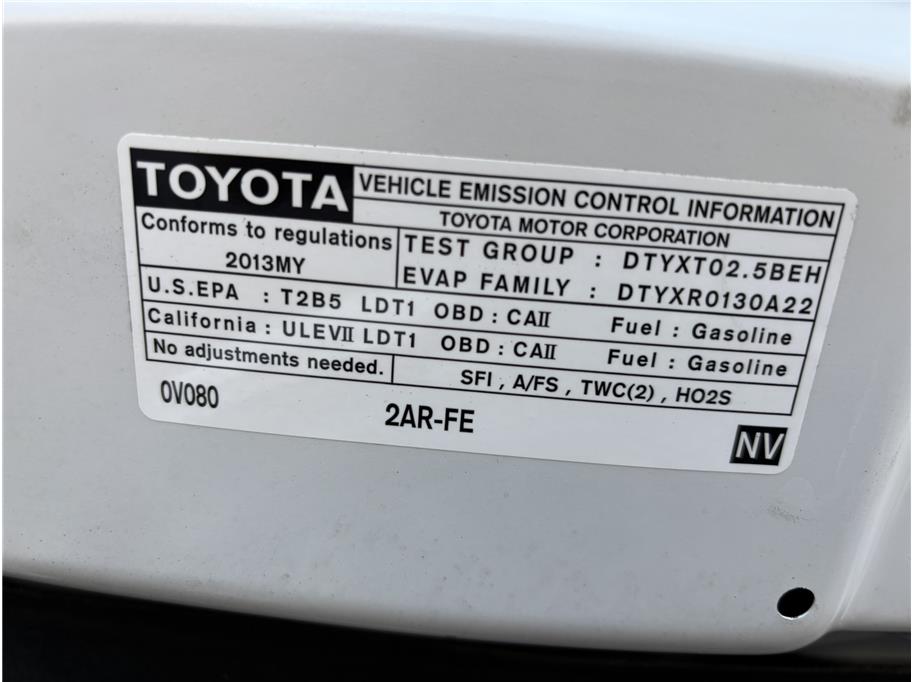 TOYOTA VEHICLE EMISSION CONTROL INFORMATION
TOYOTA MOTOR CORPORATION
Conforms to regulations
2013MY
TEST GROUP : DTYXT02.5BEH
EVAP FAMILY : DTYXR0130A22
U.S.EPA : T2B5 LDT1 OBD : CAII Fuel : Gasoline
California : ULEVII LDT1 OBD : CAII Fuel : Gasoline
No adjustments needed. SFI , A/FS , TWC(2) , HO2S
0V080 2AR-FE NV